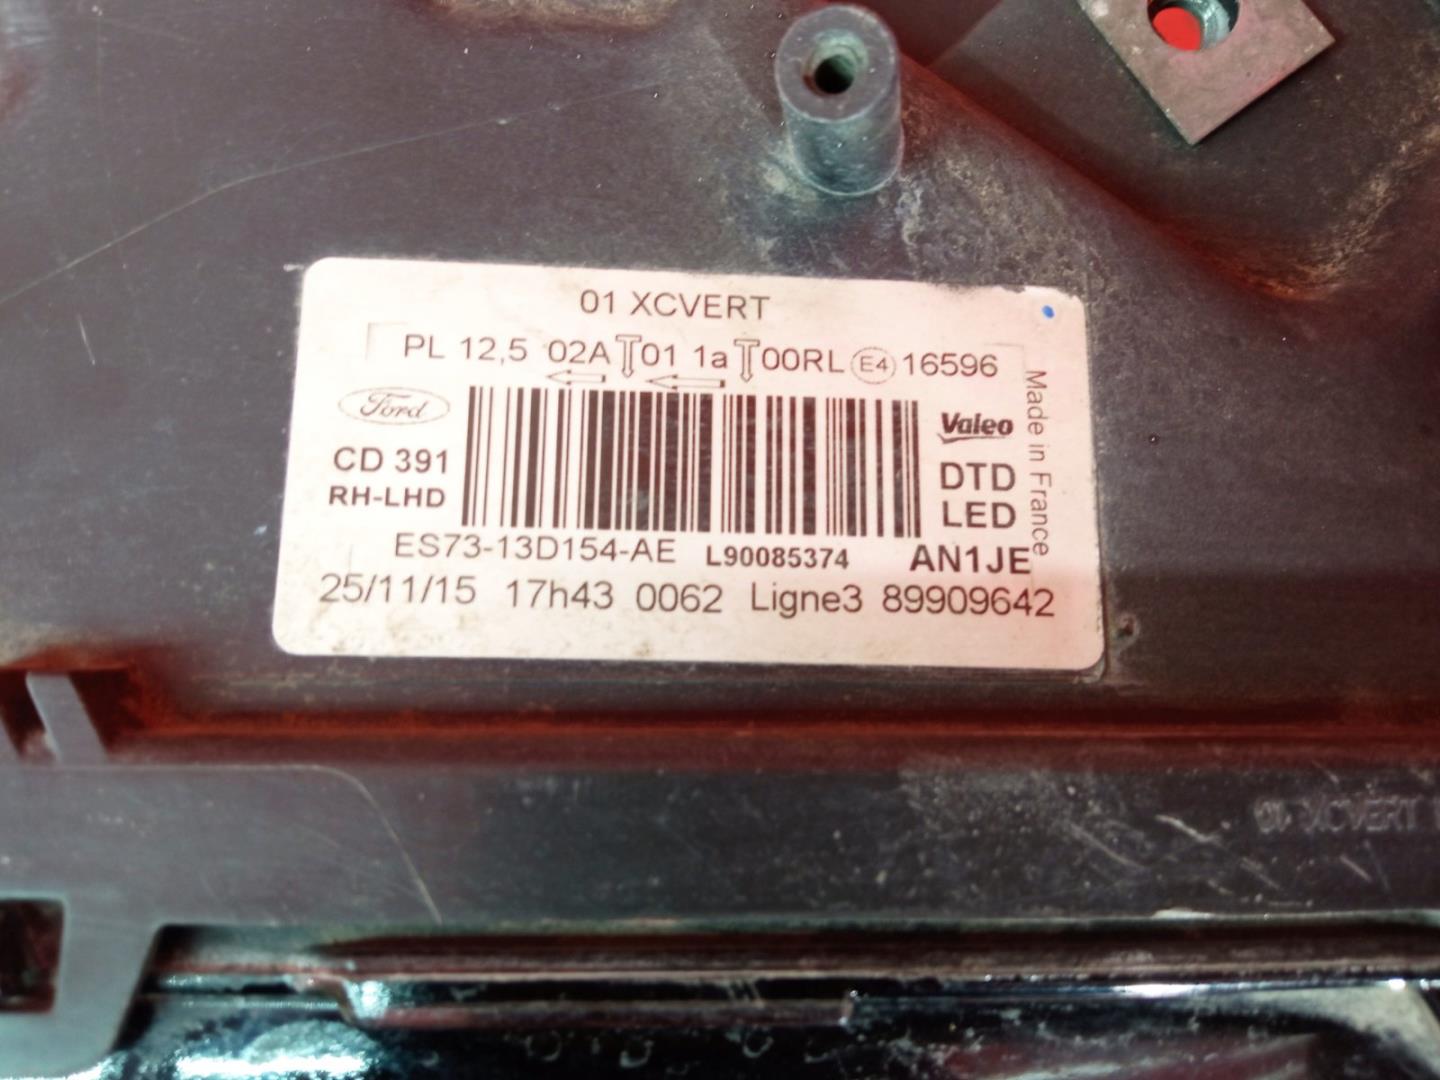 01 XCVERT
PL 12,5 02A 01 1a 00RL E4 16596
Ford
Valeo
Made in France
CD 391
DTD
RH-LHD
LED
ES73-13D154-AE L90085374 AN1JE
25/11/15 17h43 0062 Ligne3 89909642
XCVERT